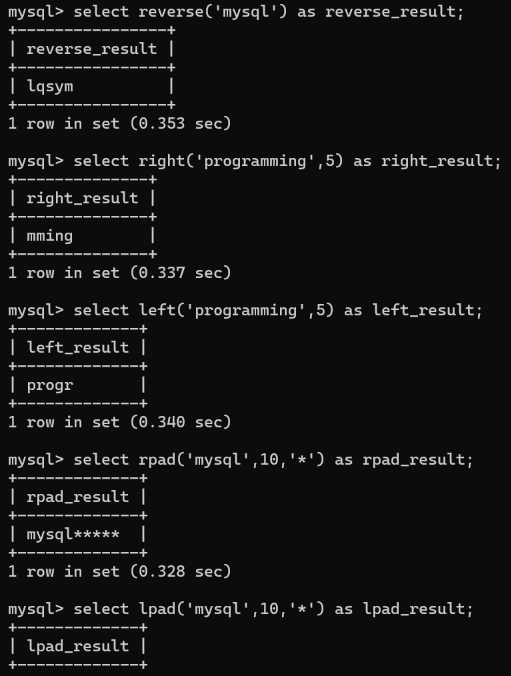 mysql> select reverse('mysql') as reverse_result;
+----------------+
| reverse_result |
+----------------+
| lqsym          |
+----------------+
1 row in set (0.353 sec)
mysql> select right('programming',5) as right_result;
+--------------+
| right_result |
+--------------+
| mming        |
+--------------+
1 row in set (0.337 sec)
mysql> select left('programming',5) as left_result;
+-------------+
| left_result |
+-------------+
| progr       |
+-------------+
1 row in set (0.340 sec)
mysql> select rpad('mysql',10,'*') as rpad_result;
+-------------+
| rpad_result |
+-------------+
| mysql*****  |
+-------------+
1 row in set (0.328 sec)
mysql> select lpad('mysql',10,'*') as lpad_result;
+-------------+
| lpad_result |
+-------------+